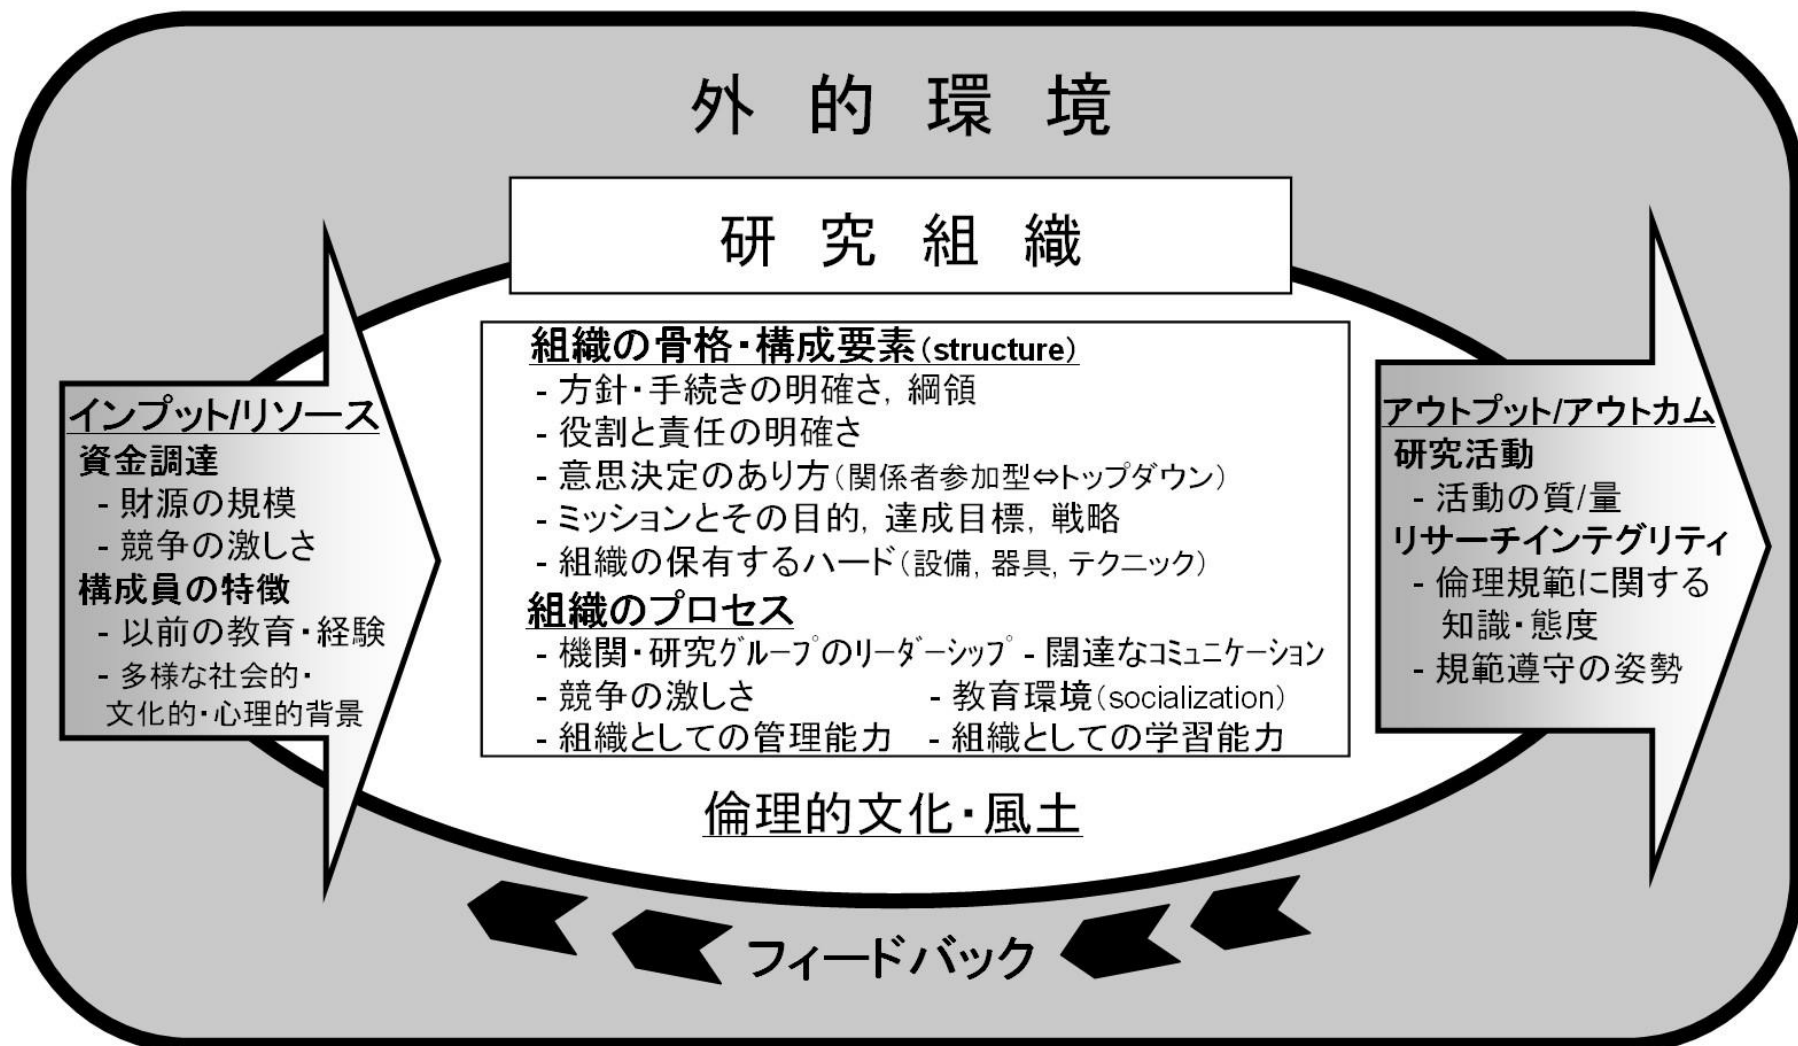 外的環境
研究組織
インプット/リソース
資金調達
- 財源の規模
- 競争の激しさ
構成員の特徴
- 以前の教育・経験
- 多様な社会的・
文化的・心理的背景
組織の骨格・構成要素(structure)
- 方針・手続きの明確さ, 綱領
- 役割と責任の明確さ
- 意思決定のあり方(関係者参加型⇔トップダウン)
- ミッションとその目的, 達成目標, 戦略
- 組織の保有するハード(設備, 器具, テクニック)
組織のプロセス
- 機関・研究グループのリーダーシップ - 闊達なコミュニケーション
- 競争の激しさ - 教育環境(socialization)
- 組織としての管理能力 - 組織としての学習能力
倫理的文化・風土
アウトプット/アウトカム
研究活動
- 活動の質/量
リサーチインテグリティ
- 倫理規範に関する
知識・態度
- 規範遵守の姿勢
フィードバック